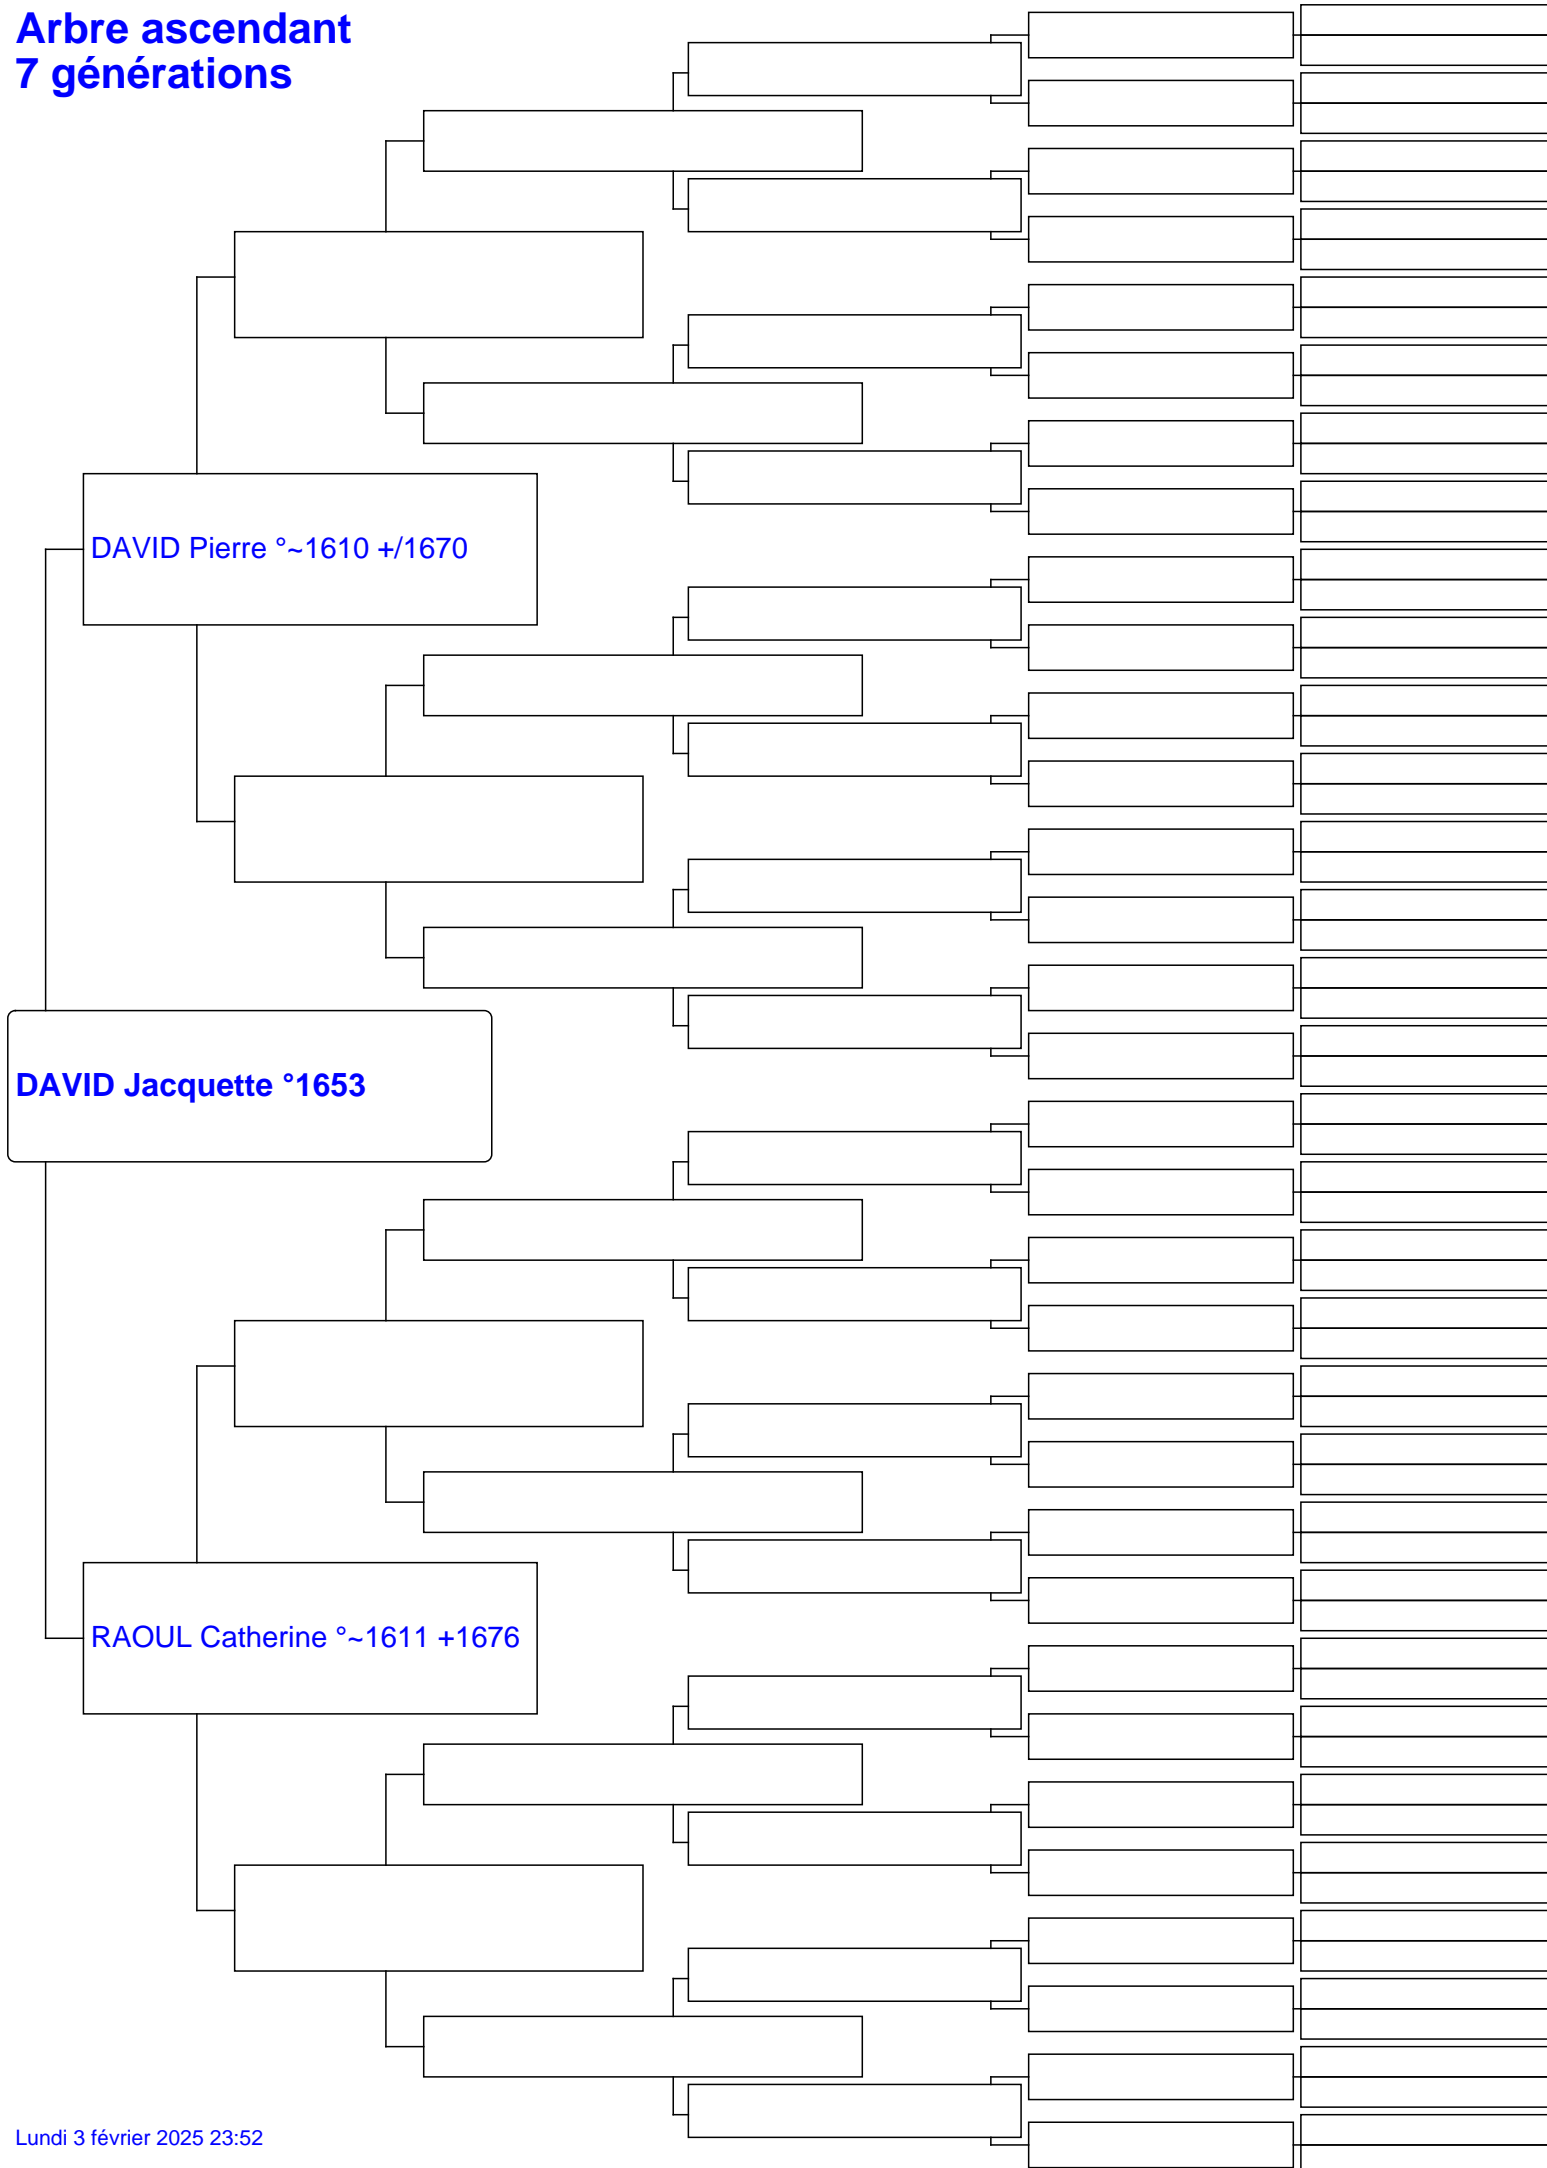 Arbre ascendant
7 générations
DAVID Pierre °~1610 +/1670
DAVID Jacquette °1653
RAOUL Catherine °~1611 +1676
Lundi 3 février 2025 23:52